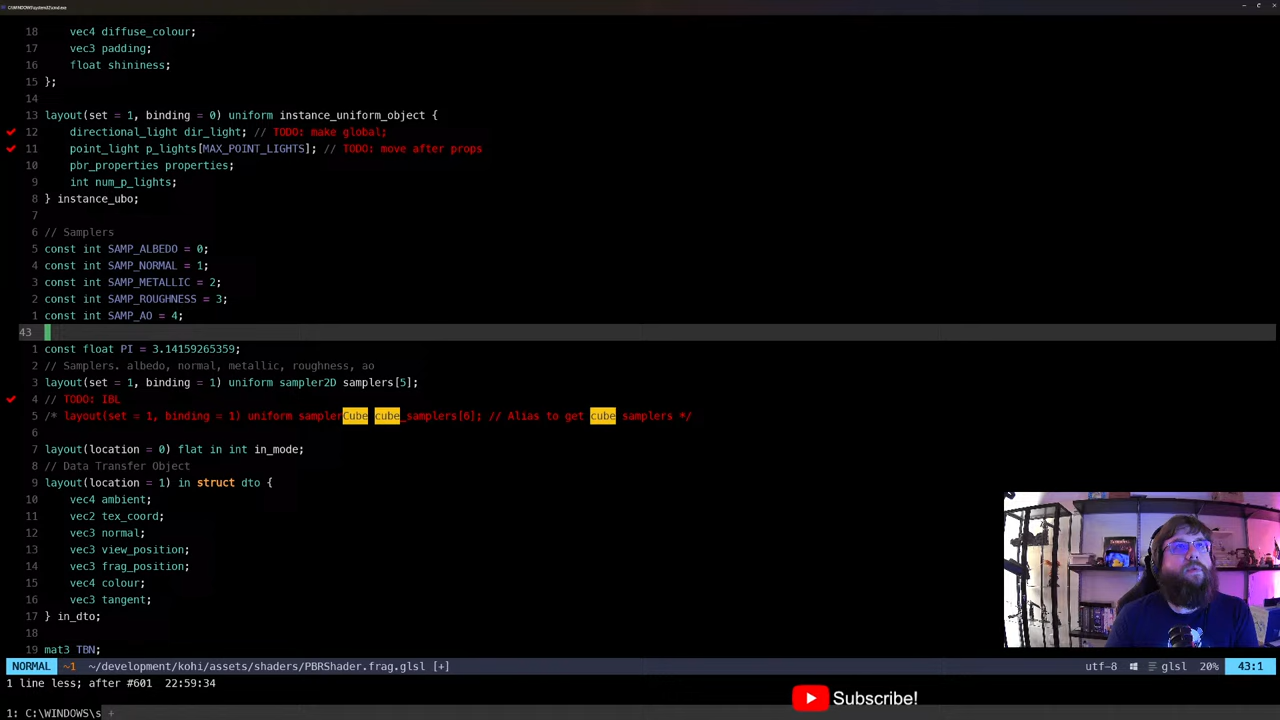 C:\WINDOWS\system32\cmd.exe
18 vec4 diffuse_colour;
17 vec3 padding;
16 float shininess;
15 };
14
13 layout(set = 1, binding = 0) uniform instance_uniform_object {
12 directional_light dir_light; // TODO: make global;
11 point_light p_lights[MAX_POINT_LIGHTS]; // TODO: move after props
10 pbr_properties properties;
9 int num_p_lights;
8 } instance_ubo;
7
6 // Samplers
5 const int SAMP_ALBEDO = 0;
4 const int SAMP_NORMAL = 1;
3 const int SAMP_METALLIC = 2;
2 const int SAMP_ROUGHNESS = 3;
1 const int SAMP_AO = 4;
43
1 const float PI = 3.14159265359;
2 // Samplers. albedo, normal, metallic, roughness, ao
3 layout(set = 1, binding = 1) uniform sampler2D samplers[5];
4 // TODO: IBL
5 /* layout(set = 1, binding = 1) uniform samplerCube cube_samplers[6]; // Alias to get cube samplers */
6
7 layout(location = 0) flat in int in_mode;
8 // Data Transfer Object
9 layout(location = 1) in struct dto {
10 vec4 ambient;
11 vec2 tex_coord;
12 vec3 normal;
13 vec3 view_position;
14 vec3 frag_position;
15 vec4 colour;
16 vec3 tangent;
17 } in_dto;
18
19 mat3 TBN;
NORMAL ~1 ~/development/kohi/assets/shaders/PBRShader.frag.glsl [+] utf-8 glsl 20% 43:1
1 line less; after #601 22:59:34
Subscribe!
1: C:\WINDOWS\s +